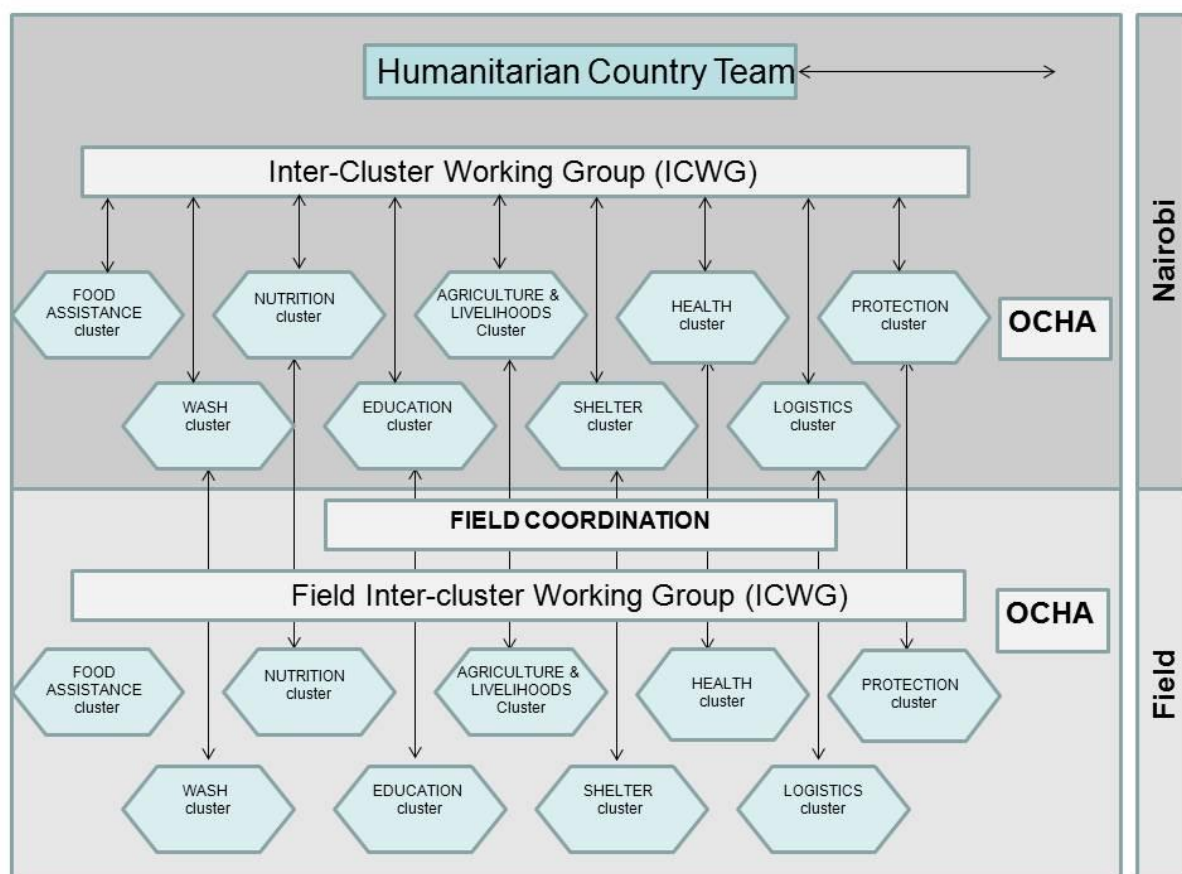 Humanitarian Country Team
Inter-Cluster Working Group (ICWG)
FOOD
ASSISTANCE
cluster
NUTRITION
cluster
AGRICULTURE &
LIVELIHOODS
Cluster
HEALTH
cluster
PROTECTION
cluster
OCHA
WASH
cluster
EDUCATION
cluster
SHELTER
cluster
LOGISTICS
cluster
Nairobi
FIELD COORDINATION
Field Inter-cluster Working Group (ICWG)
OCHA
FOOD
ASSISTANCE
cluster
NUTRITION
cluster
AGRICULTURE &
LIVELIHOODS
Cluster
HEALTH
cluster
PROTECTION
cluster
WASH
cluster
EDUCATION
cluster
SHELTER
cluster
LOGISTICS
cluster
Field